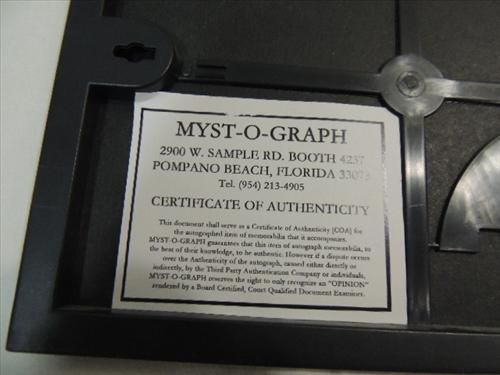 MYST-O-GRAPH
2900 W. SAMPLE RD. BOOTH 4237
POMPANO BEACH, FLORIDA 33073
Tel. (954) 213-4905
CERTIFICATE OF AUTHENTICITY
This document shall serve as a Certificate of Authenticity [COA] for
the autographed item of memorabilia that it accompanies.
MYST-O-GRAPH guarantees that this item of autograph memorabilia, to
the best of their knowledge, to be authentic. However if a dispute occurs
over the Authenticity of the autograph, caused either directly or
indirectly, by the Third Party Authentication Company or individuals,
MYST-O-GRAPH reserves the right to only recognize an "OPINION"
rendered by a Board Certified, Court Qualified Document Examiner.